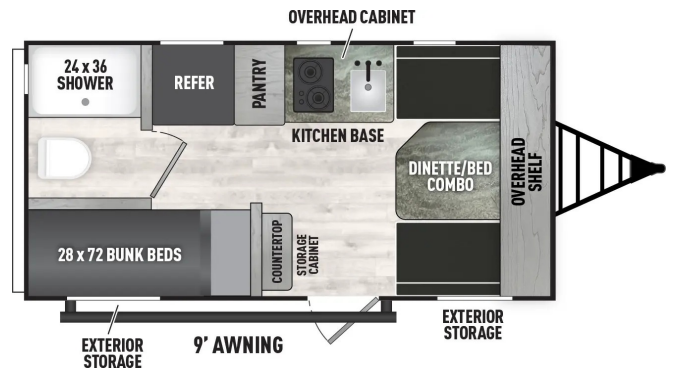 OVERHEAD CABINET
24 x 36
SHOWER
REFER
PANTRY
KITCHEN BASE
DINETTE/BED
COMBO
OVERHEAD
SHELF
28 x 72 BUNK BEDS
COUNTERTOP
STORAGE
CABINET
EXTERIOR
STORAGE
9' AWNING
EXTERIOR
STORAGE